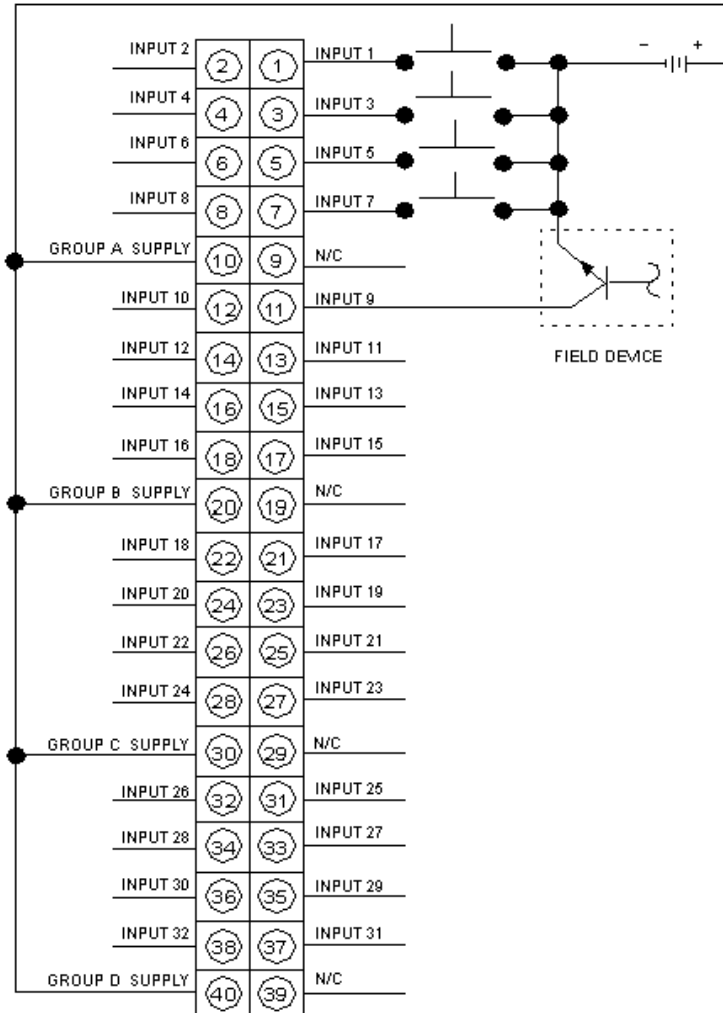 − +
INPUT 2 2 1 INPUT 1
INPUT 4 4 3 INPUT 3
INPUT 6 6 5 INPUT 5
INPUT 8 8 7 INPUT 7
GROUP A SUPPLY 10 9 N/C
INPUT 10 12 11 INPUT 9
FIELD DEVICE
INPUT 12 14 13 INPUT 11
INPUT 14 16 15 INPUT 13
INPUT 16 18 17 INPUT 15
GROUP B SUPPLY 20 19 N/C
INPUT 18 22 21 INPUT 17
INPUT 20 24 23 INPUT 19
INPUT 22 26 25 INPUT 21
INPUT 24 28 27 INPUT 23
GROUP C SUPPLY 30 29 N/C
INPUT 26 32 31 INPUT 25
INPUT 28 34 33 INPUT 27
INPUT 30 36 35 INPUT 29
INPUT 32 38 37 INPUT 31
GROUP D SUPPLY 40 39 N/C